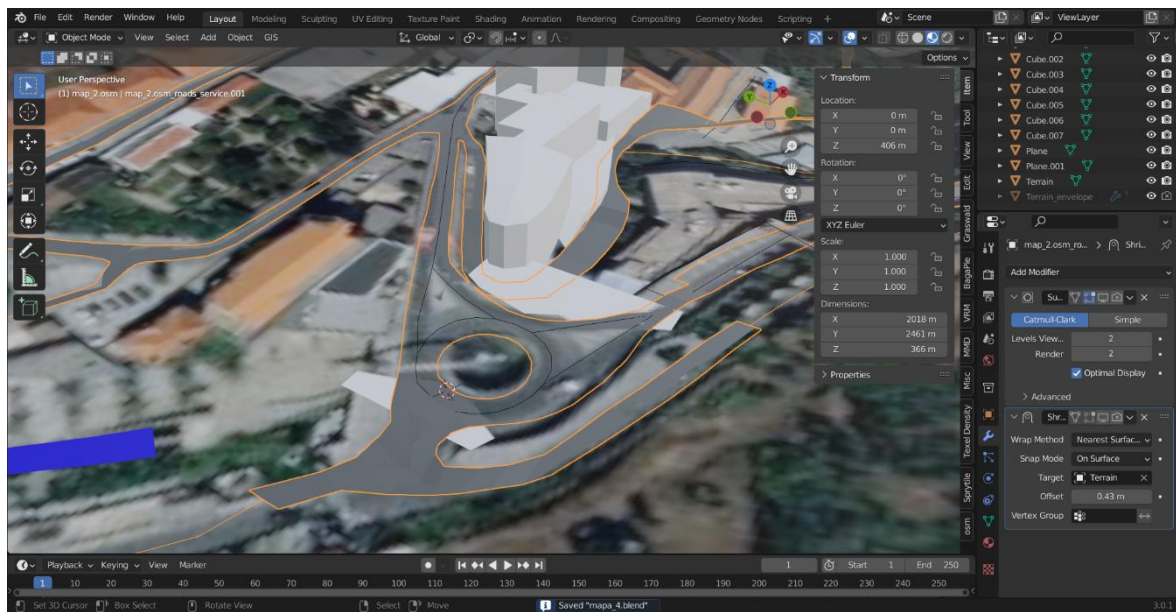 File Edit Render Window Help Layout Modeling Sculpting UV Editing Texture Paint Shading Animation Rendering Compositing Geometry Nodes Scripting + Scene ViewLayer
Object Mode View Select Add Object GIS Global
Options
User Perspective
(1) map_2.osm | map_2.osm_roads_service.001
Transform
Location:
X 0 m
Y 0 m
Z 406 m
Rotation:
X 0°
Y 0°
Z 0°
XYZ Euler
Scale:
X 1.000
Y 1.000
Z 1.000
Dimensions:
X 2018 m
Y 2461 m
Z 366 m
Properties
Item
Tool
View
Edit
Graswald
BagaPie
VRM
MMD
Misc
Texel Density
Sprytile
osm
Z
X
Y
Cube.002
Cube.003
Cube.004
Cube.005
Cube.006
Cube.007
Plane
Plane.001
Terrain
Terrain_envelope
map_2.osm_ro... > Shri...
Add Modifier
Su...
Catmull-Clark Simple
Levels View... 2
Render 2
Optimal Display
Advanced
Shr...
Wrap Method Nearest Surfac...
Snap Mode On Surface
Target Terrain
Offset 0.43 m
Vertex Group
Playback Keying View Marker 1 Start 1 End 250
1 10 20 30 40 50 60 70 80 90 100 110 120 130 140 150 160 170 180 190 200 210 220 230 240 250
Set 3D Cursor Box Select Rotate View Select Move Saved "mapa_4.blend" 3.0.1